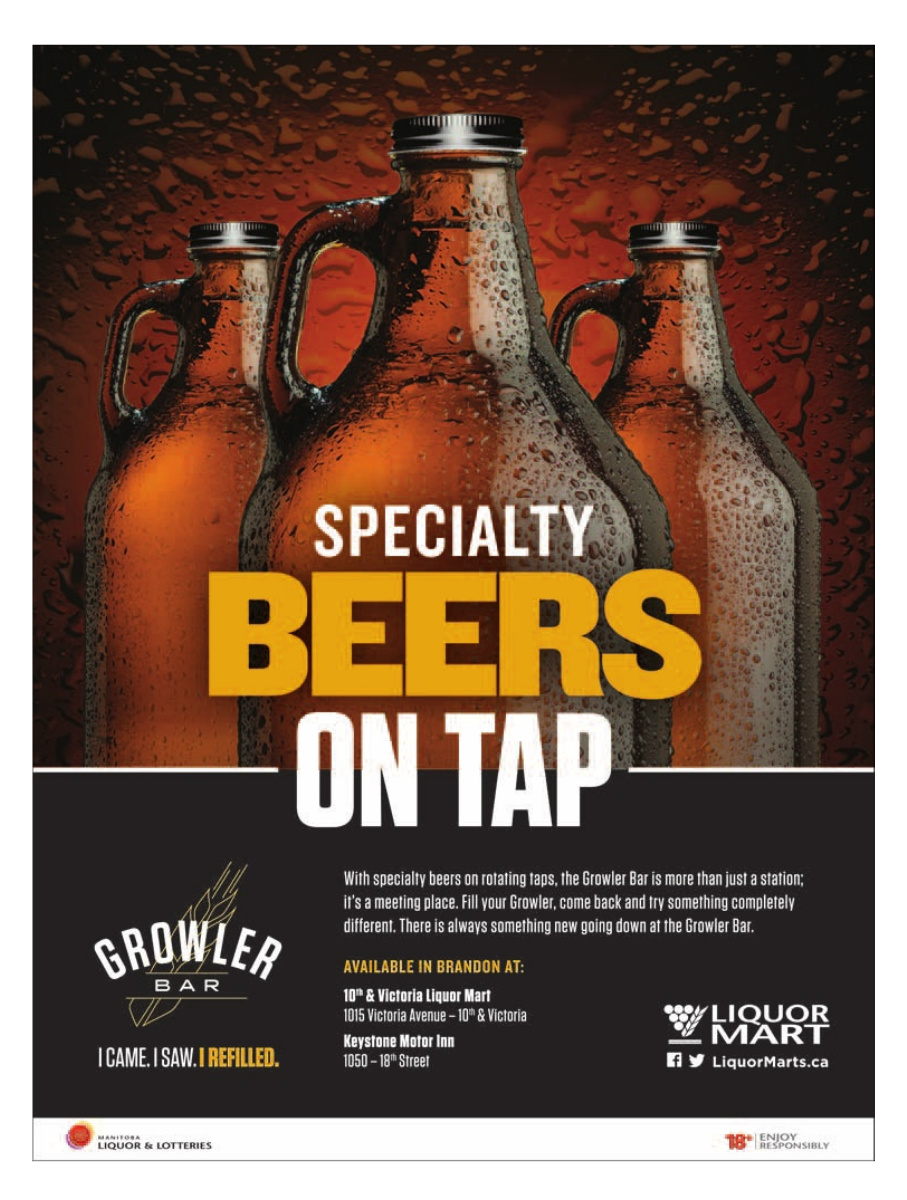 SPECIALTY
BEERS
ON TAP
With specialty beers on rotating taps, the Growler Bar is more than just a station;
it's a meeting place. Fill your Growler, come back and try something completely
different. There is always something new going down at the Growler Bar.
GROWLER
BAR
I CAME. I SAW. I REFILLED.
AVAILABLE IN BRANDON AT:
10th & Victoria Liquor Mart
1015 Victoria Avenue – 10th & Victoria
Keystone Motor Inn
1050 – 18th Street
LIQUOR
MART
LiquorMarts.ca
MANITOBA
LIQUOR & LOTTERIES
18+
ENJOY
RESPONSIBLY